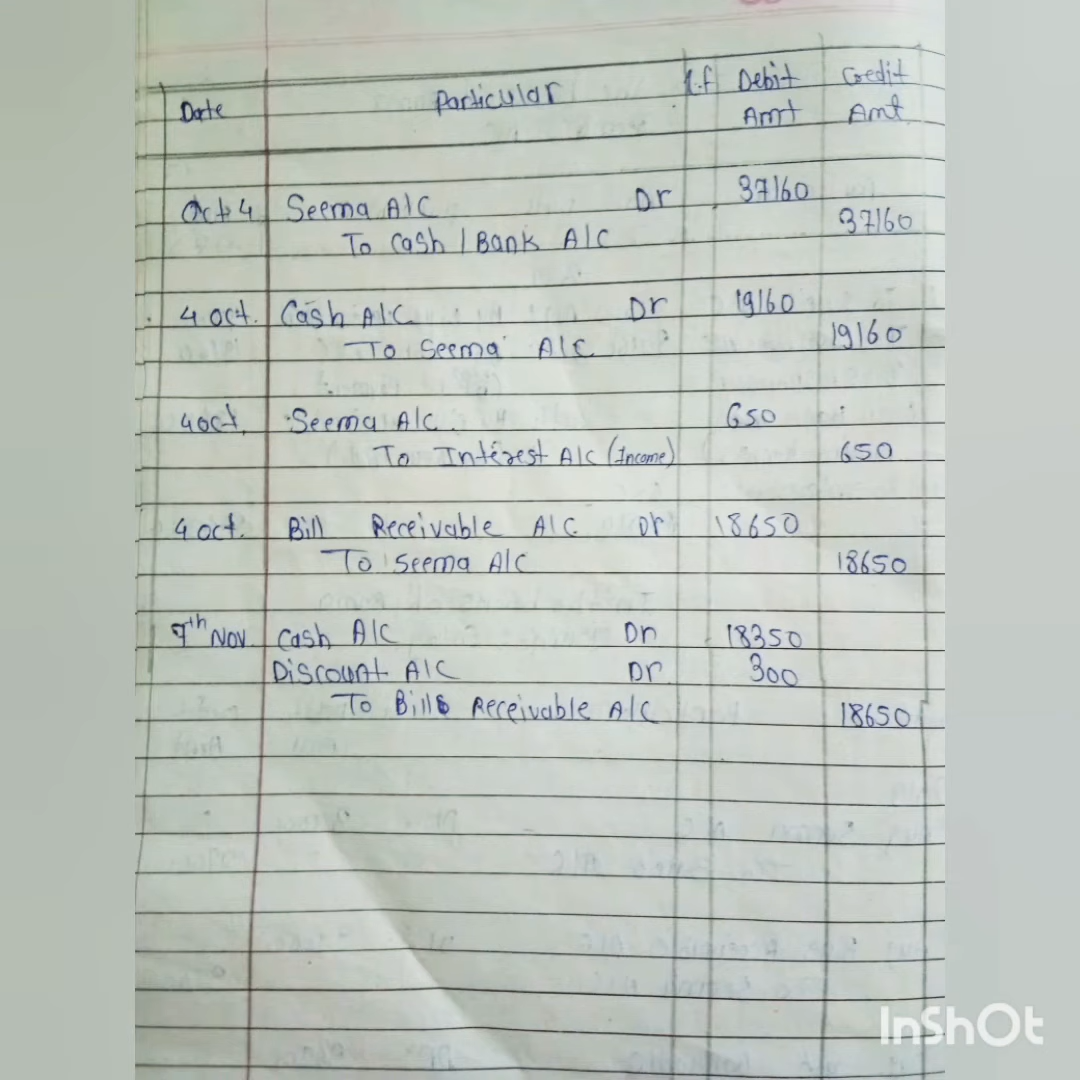 Date Particular L.f Debit Amt Credit Amt
Oct 4 Seema A/C Dr 37160
To Cash / Bank A/C 37160
4 oct. Cash A/C Dr 19160
To Seema A/C 19160
4 oct. Seema A/C. 650
To Interest A/C (Income) 650
4 oct. Bill Receivable A/C Dr 18650
To Seema A/C 18650
7th Nov. Cash A/C Dr 18350
Discount A/C Dr 300
To Bills Receivable A/C 18650
InShOt